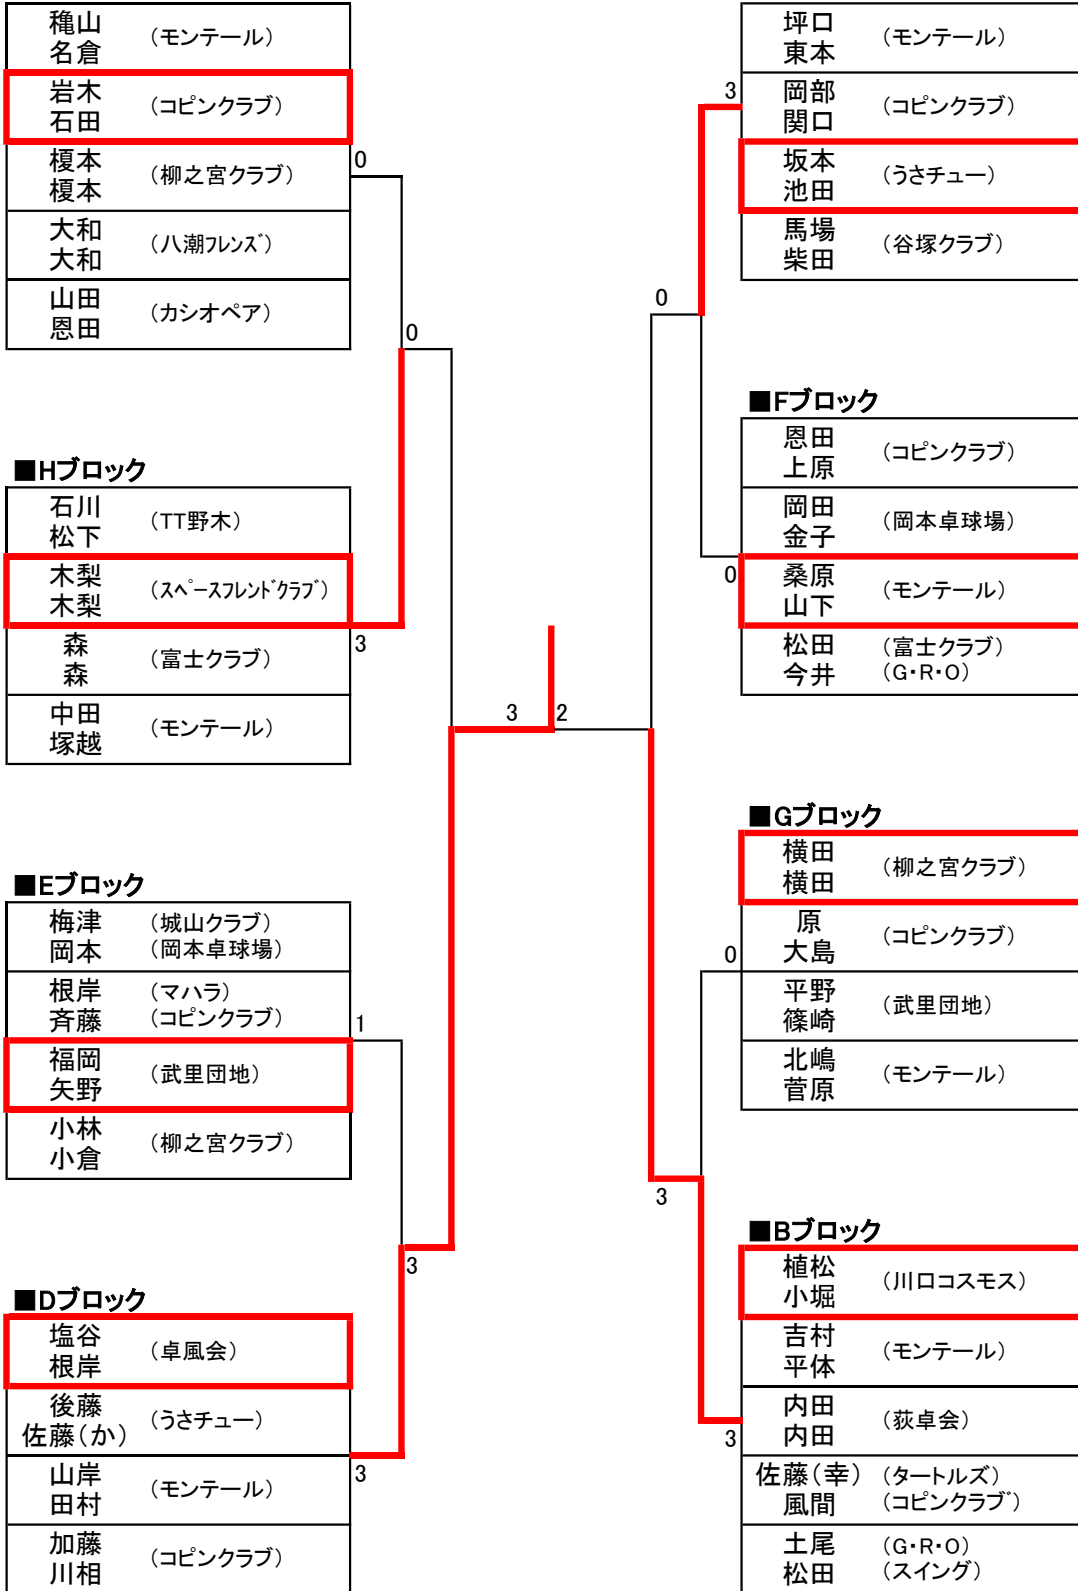 穐山 (モンテール)
名倉
岩木 (コピンクラブ)
石田
榎本 (柳之宮クラブ)
榎本
0
大和 (八潮フレンズ)
大和
山田 (カシオペア)
恩田
0
■Hブロック
石川 (TT野木)
松下
木梨 (スペースフレンドクラブ)
木梨
森 (富士クラブ)
森
3
中田 (モンテール)
塚越
■Eブロック
梅津 (城山クラブ)
岡本 (岡本卓球場)
根岸 (マハラ)
斉藤 (コピンクラブ)
1
福岡 (武里団地)
矢野
小林 (柳之宮クラブ)
小倉
3
■Dブロック
塩谷 (卓風会)
根岸
後藤 (うさチュー)
佐藤(か)
山岸 (モンテール)
田村
3
加藤 (コピンクラブ)
川相
3 2
坪口 (モンテール)
東本
3
岡部 (コピンクラブ)
関口
坂本 (うさチュー)
池田
馬場 (谷塚クラブ)
柴田
0
■Fブロック
恩田 (コピンクラブ)
上原
岡田 (岡本卓球場)
金子
0
桑原 (モンテール)
山下
松田 (富士クラブ)
今井 (G・R・O)
■Gブロック
横田 (柳之宮クラブ)
横田
原 (コピンクラブ)
大島
0
平野 (武里団地)
篠崎
北嶋 (モンテール)
菅原
3
■Bブロック
植松 (川口コスモス)
小堀
吉村 (モンテール)
平体
内田 (荻卓会)
内田
3
佐藤(幸) (タートルズ)
風間 (コピンクラブ)
土尾 (G・R・O)
松田 (スイング)